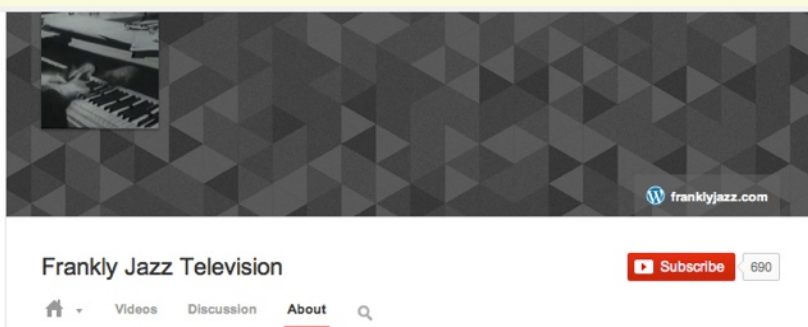 franklyjazz.com
Frankly Jazz Television
Subscribe 690
Videos Discussion About